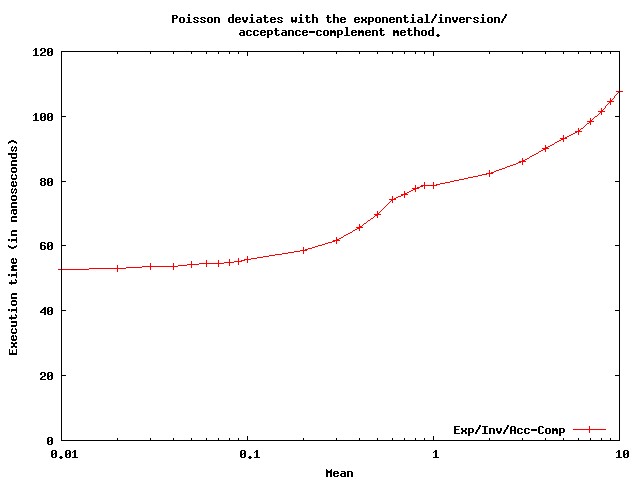 Poisson deviates with the exponential/inversion/
acceptance-complement method.
120
100
80
60
40
20
0
Execution time (in nanoseconds)
Exp/Inv/Acc-Comp
0.01
0.1
1
10
Mean